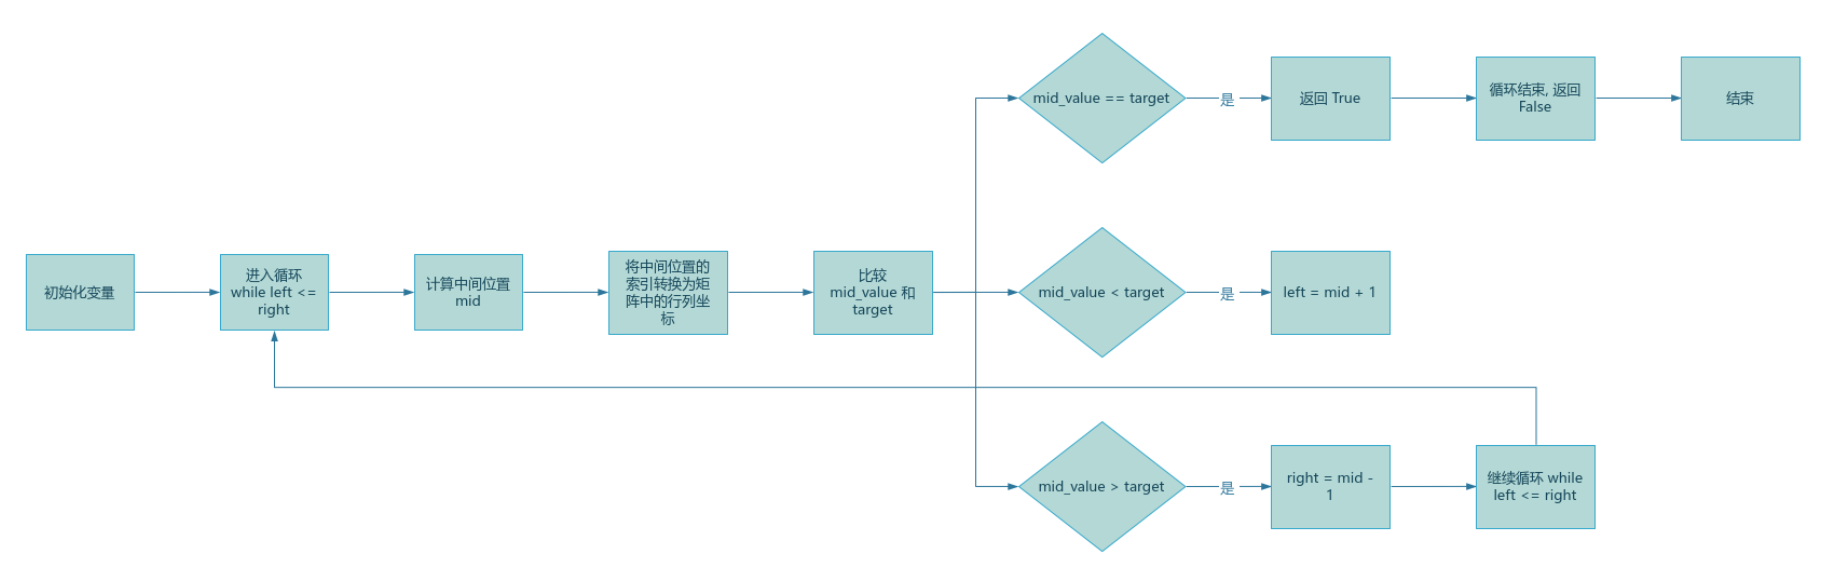 初始化变量
进入循环
while left <=
right
计算中间位置
mid
将中间位置的
索引转换为矩
阵中的行列坐
标
比较
mid_value 和
target
mid_value == target
是
返回 True
循环结束, 返回
False
结束
mid_value < target
是
left = mid + 1
mid_value > target
是
right = mid -
1
继续循环 while
left <= right